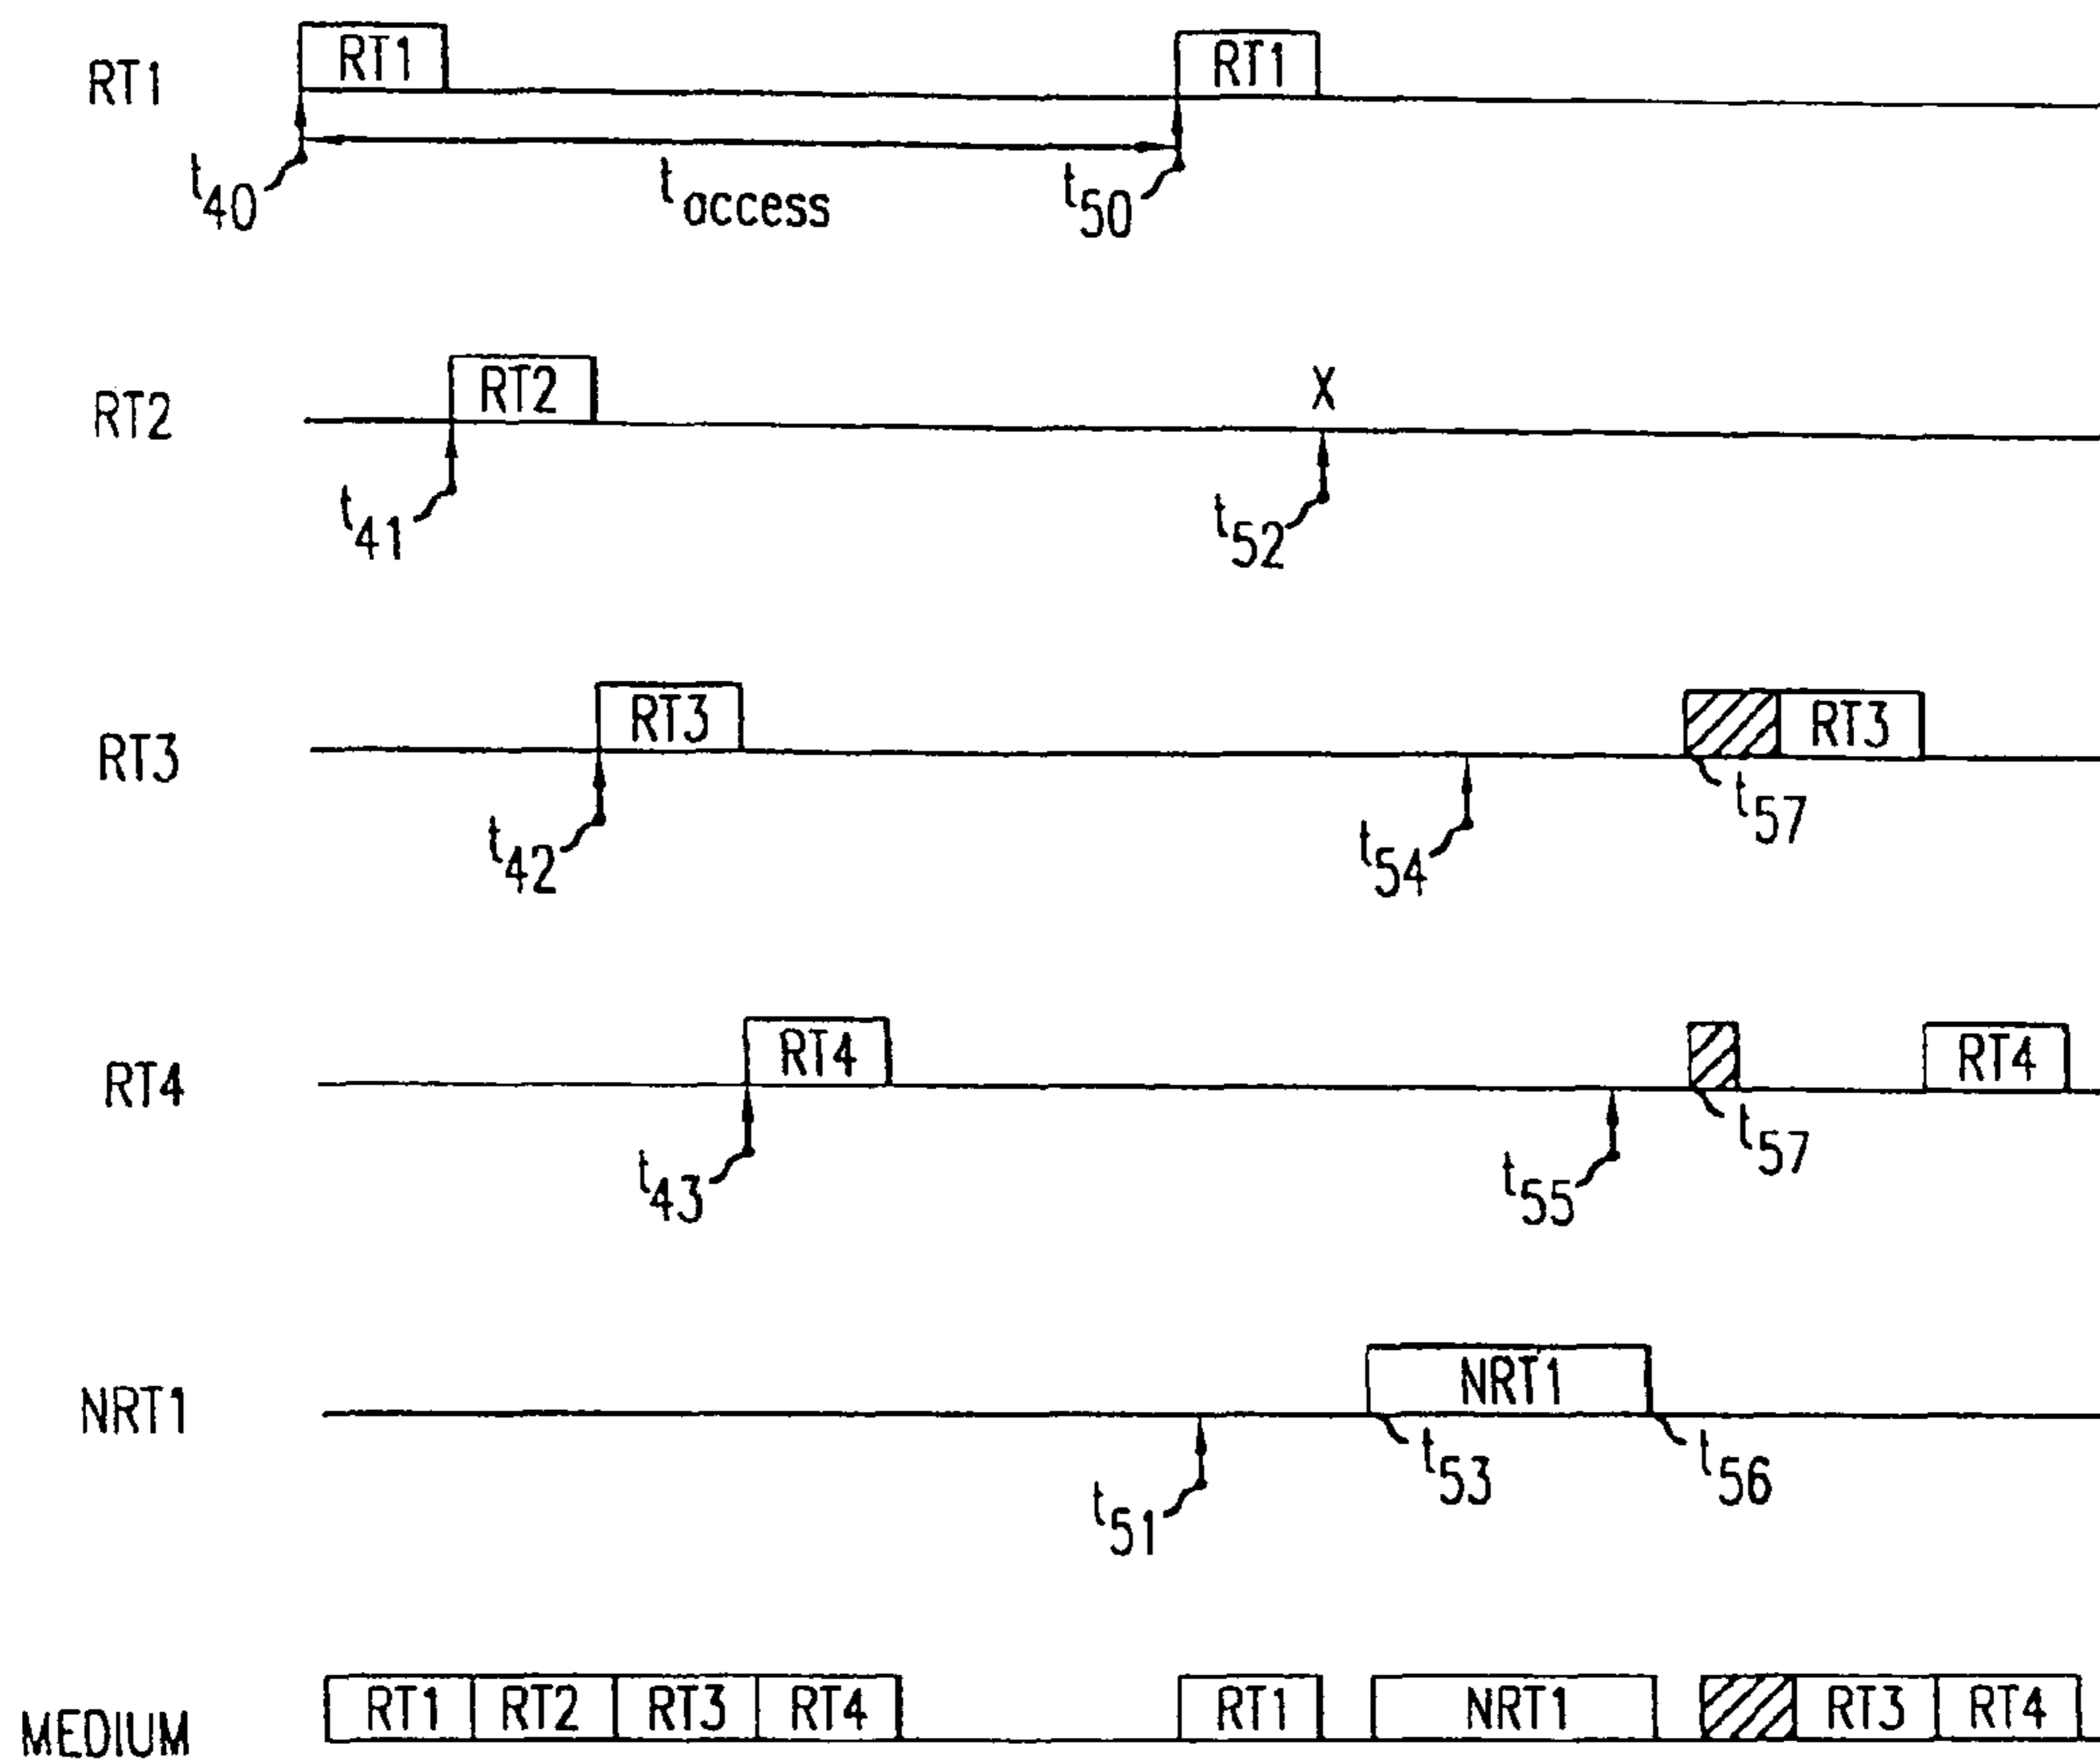 RT1 RT1 RT1
t40 toccess t50
RT2 RT2 X
t41 t52
RT3 RT3 RT3
t42 t54 t57
RT4 RT4 RT4
t43 t55 t57
NRT1 NRT1
t51 t53 t56
MEDIUM RT1 RT2 RT3 RT4 RT1 NRT1 RT3 RT4